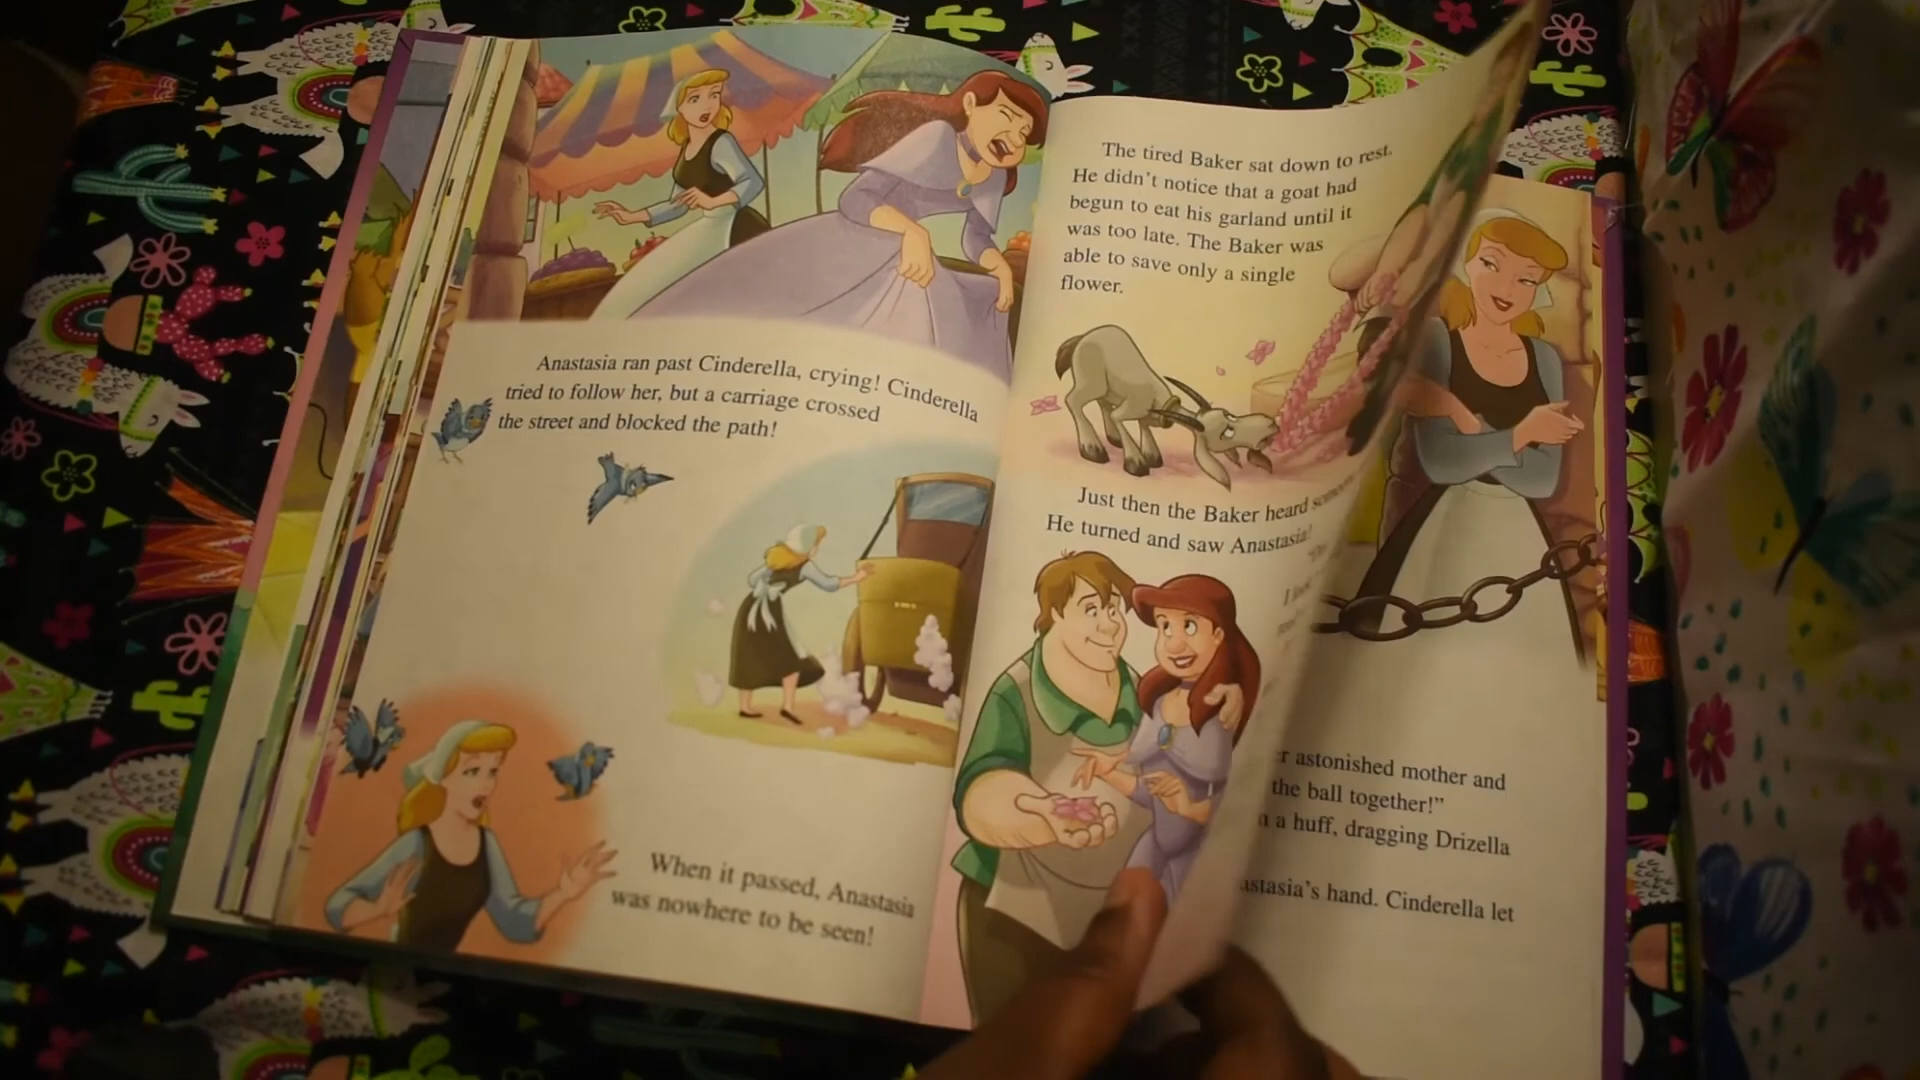 Anastasia ran past Cinderella, crying! Cinderella
tried to follow her, but a carriage crossed
the street and blocked the path!
When it passed, Anastasia
was nowhere to be seen!
The tired Baker sat down to rest.
He didn't notice that a goat had
begun to eat his garland until it
was too late. The Baker was
able to save only a single
flower.
Just then the Baker heard
He turned and saw Anastasia!
astonished mother and
the ball together!"
a huff, dragging Drizella
hand. Cinderella let